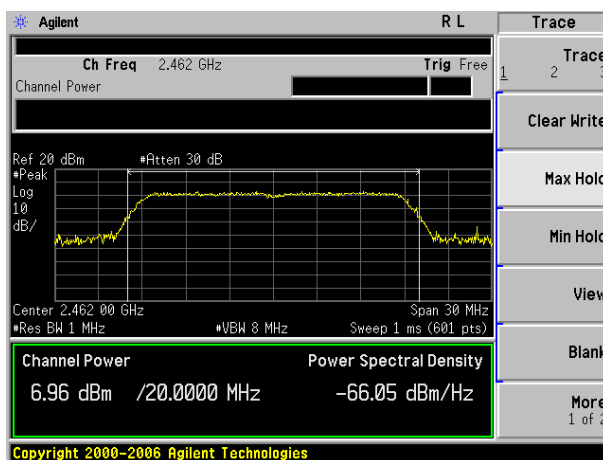 Agilent R L Trace
Ch Freq 2.462 GHz Trig Free
Channel Power
Trace
1 2 3
Clear Write
Max Hold
Min Hold
View
Blank
More
1 of 2
Ref 20 dBm #Atten 30 dB
#Peak
Log
10
dB/
Center 2.462 00 GHz Span 30 MHz
#Res BW 1 MHz #VBW 8 MHz Sweep 1 ms (601 pts)
Channel Power Power Spectral Density
6.96 dBm /20.0000 MHz -66.05 dBm/Hz
Copyright 2000-2006 Agilent Technologies